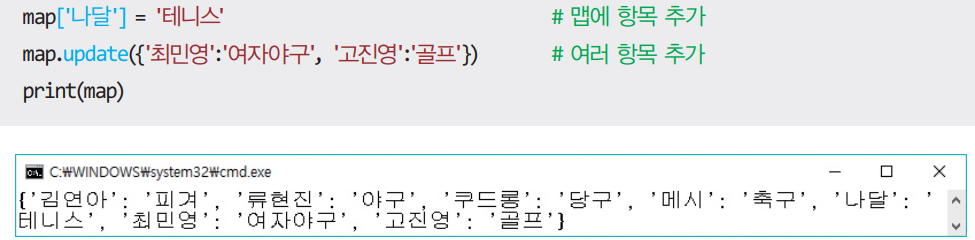 map['나달'] = '테니스' # 맵에 항목 추가
map.update({'최민영':'여자야구', '고진영':'골프'}) # 여러 항목 추가
print(map)
C:₩WINDOWS₩system32₩cmd.exe
{'김연아': '피겨', '류현진': '야구', '쿠드롱': '당구', '메시': '축구', '나달': '
테니스', '최민영': '여자야구', '고진영': '골프'}